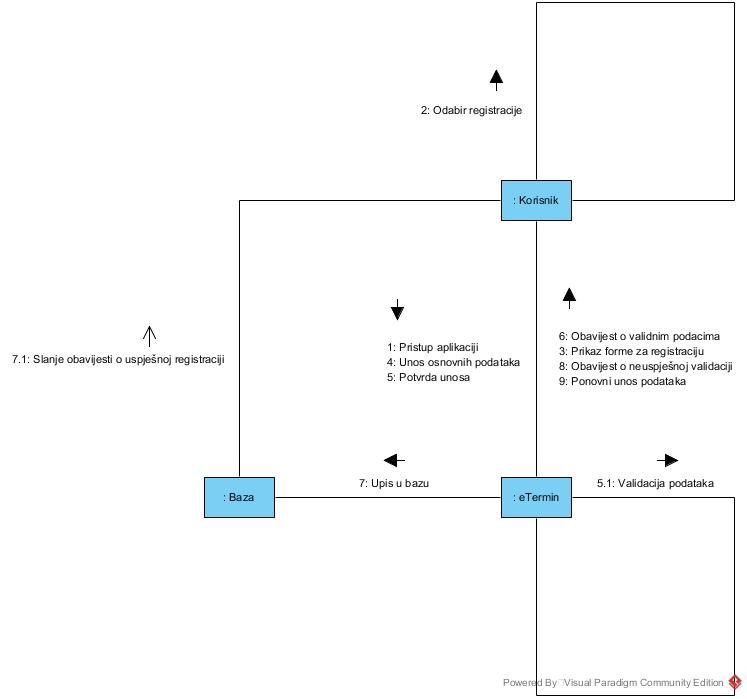 2: Odabir registracije
: Korisnik
7.1: Slanje obavijesti o uspješnoj registraciji
1: Pristup aplikaciji
4: Unos osnovnih podataka
5: Potvrda unosa
6: Obavijest o validnim podacima
3: Prikaz forme za registraciju
8: Obavijest o neuspješnoj validaciji
9: Ponovni unos podataka
7: Upis u bazu
5.1: Validacija podataka
: Baza
: eTermin
Powered By Visual Paradigm Community Edition